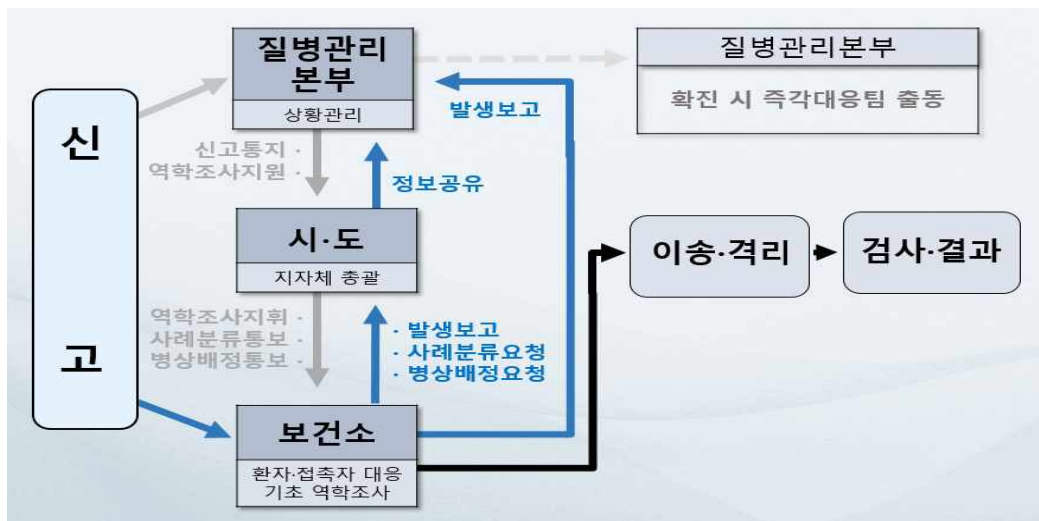 신
고
질병관리
본부
상황관리
질병관리본부
확진 시 즉각대응팀 출동
발생보고
신고통지 ·
역학조사지원 ·
정보공유
시·도
지자체 총괄
이송·격리
검사·결과
역학조사지휘 ·
사례분류통보 ·
병상배정통보 ·
· 발생보고
· 사례분류요청
· 병상배정요청
보건소
환자·접촉자 대응
기초 역학조사